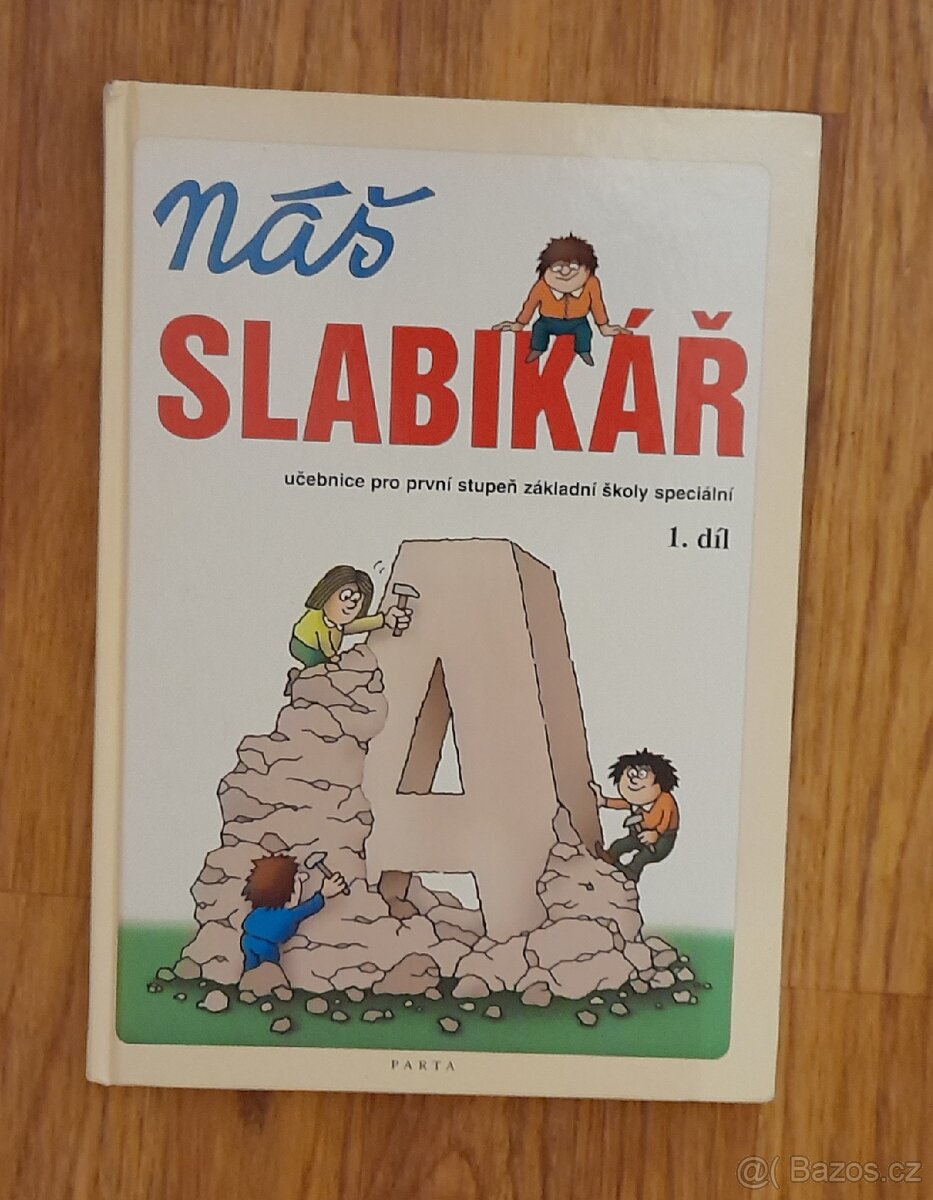 Náš
SLABIKÁŘ
učebnice pro první stupeň základní školy speciální
1. díl
A
PARTA
@( Bazos.cz